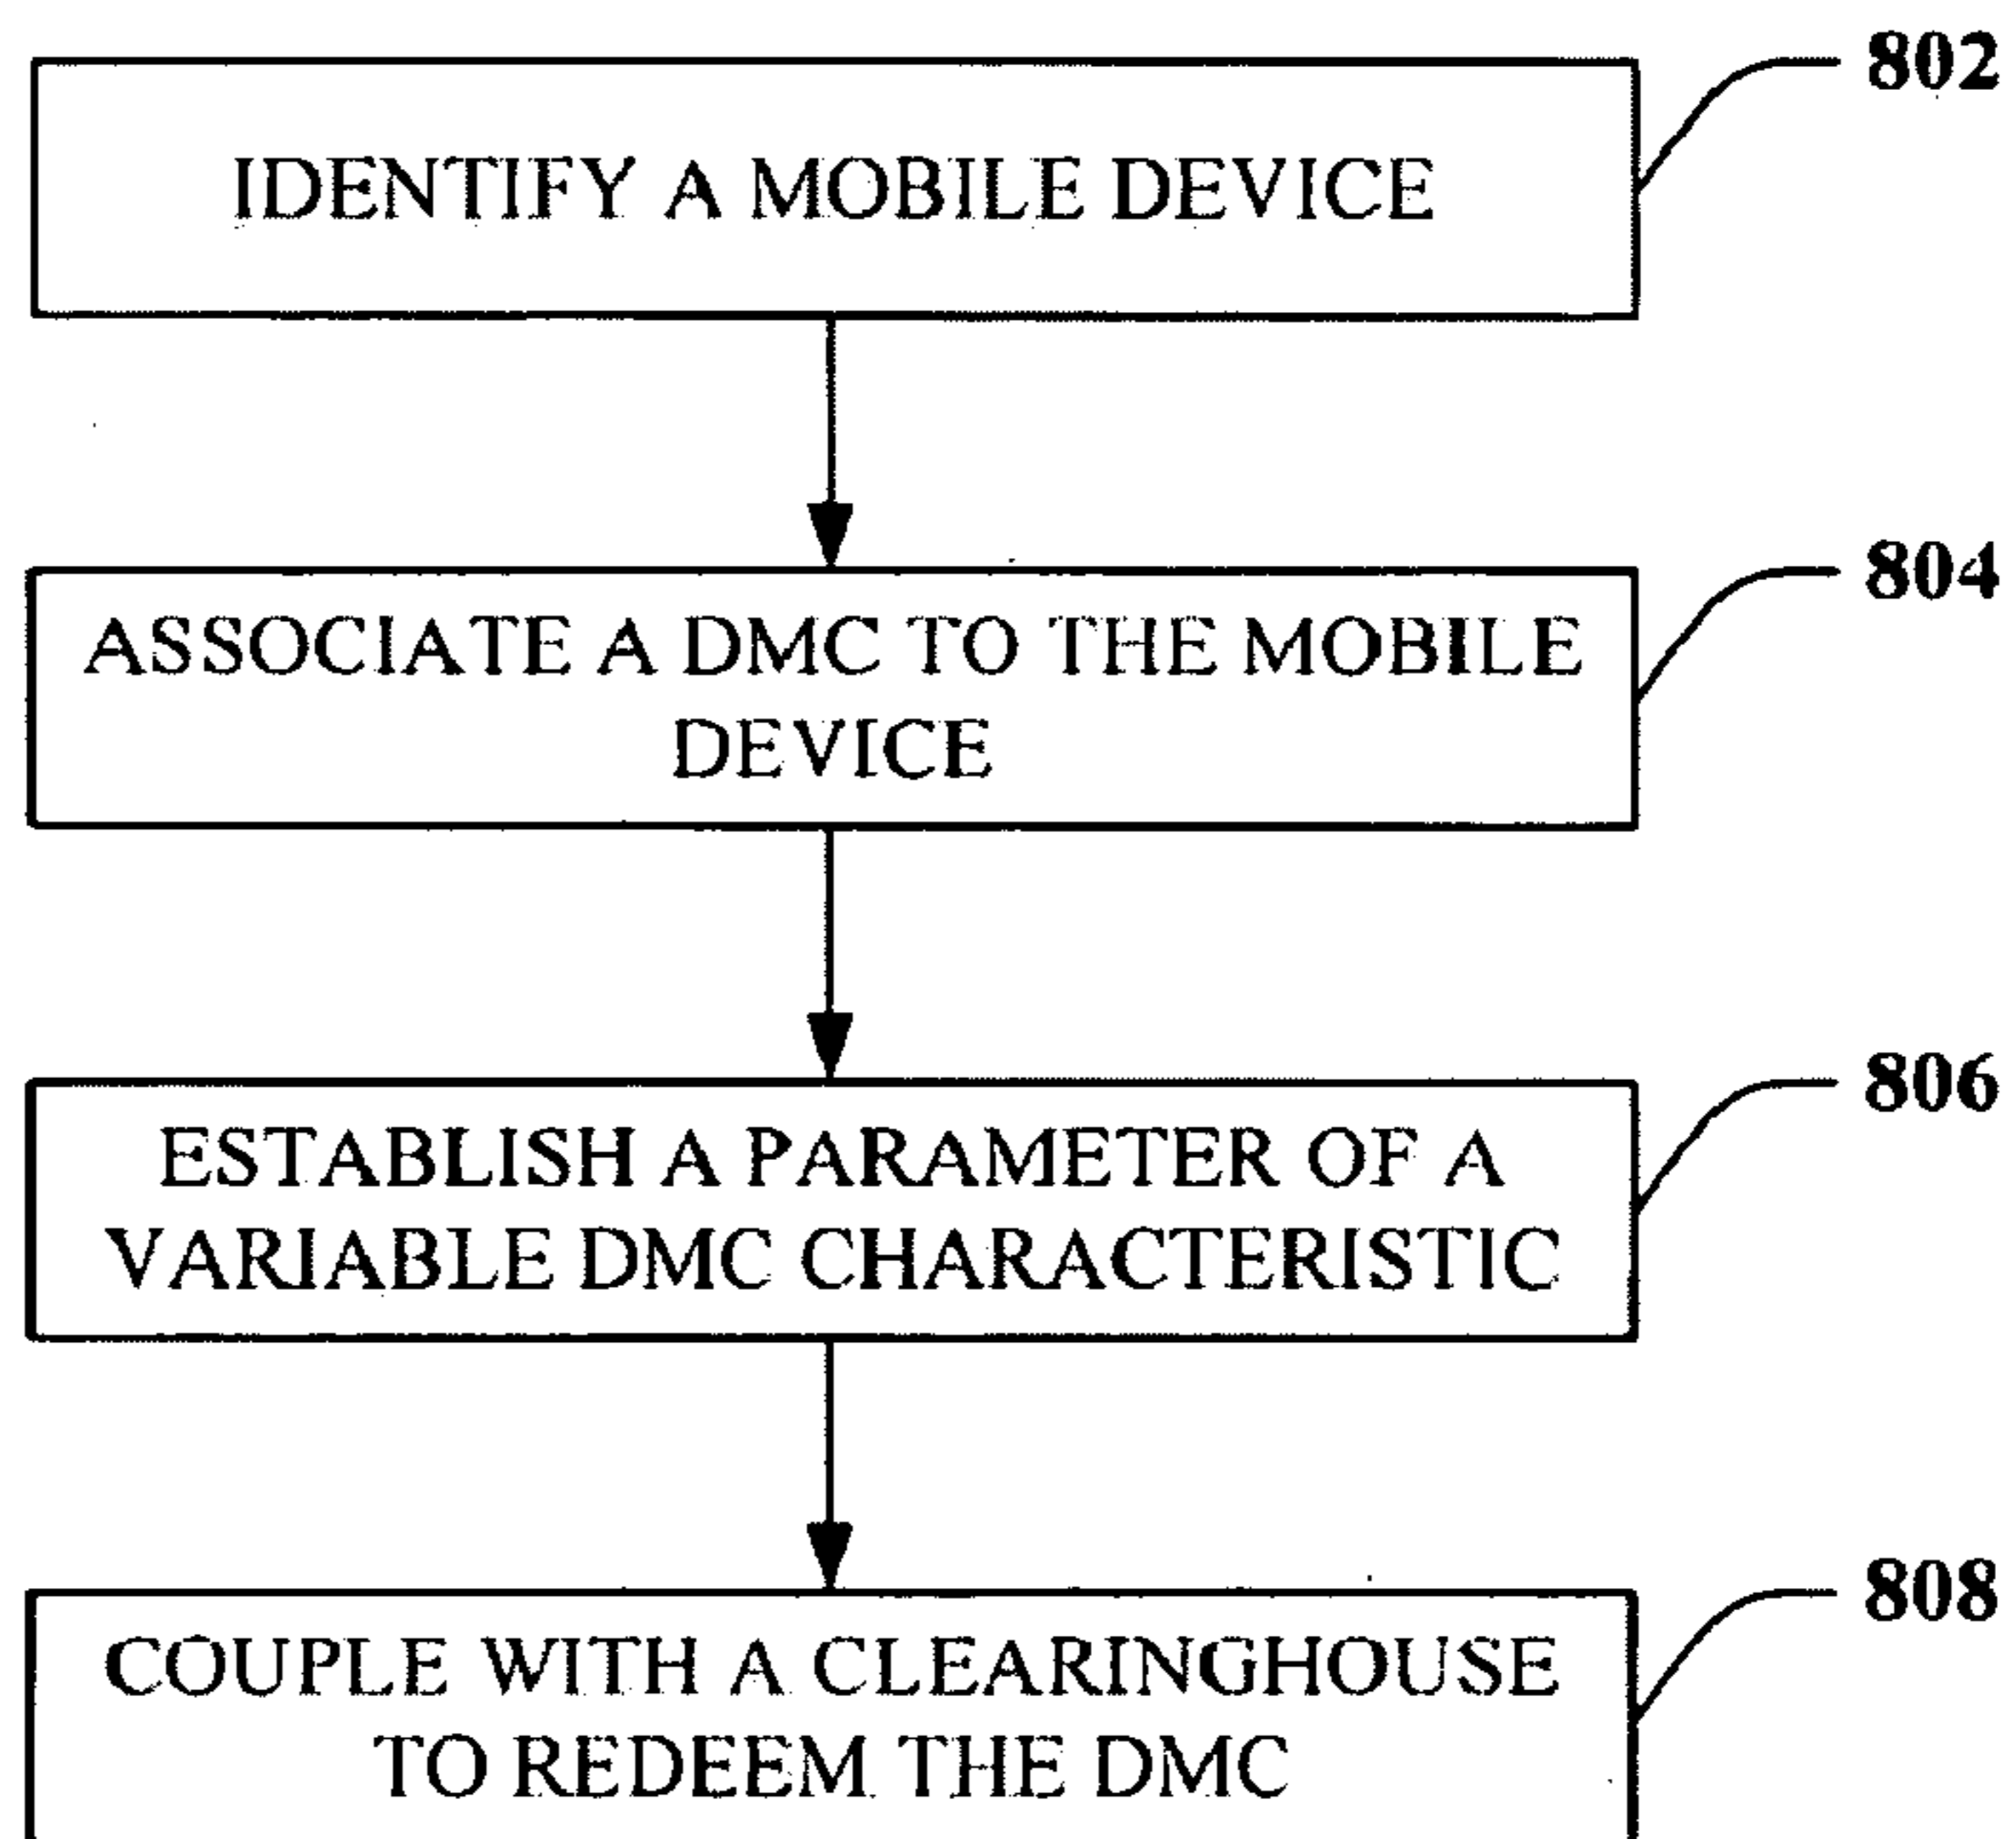 802
IDENTIFY A MOBILE DEVICE
804
ASSOCIATE A DMC TO THE MOBILE
DEVICE
806
ESTABLISH A PARAMETER OF A
VARIABLE DMC CHARACTERISTIC
808
COUPLE WITH A CLEARINGHOUSE
TO REDEEM THE DMC